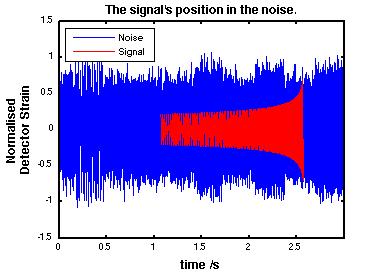 The signal's position in the noise.
1.5
1
0.5
0
-0.5
-1
-1.5
Normalised
Detector Strain
Noise
Signal
0 0.5 1 1.5 2 2.5
time /s